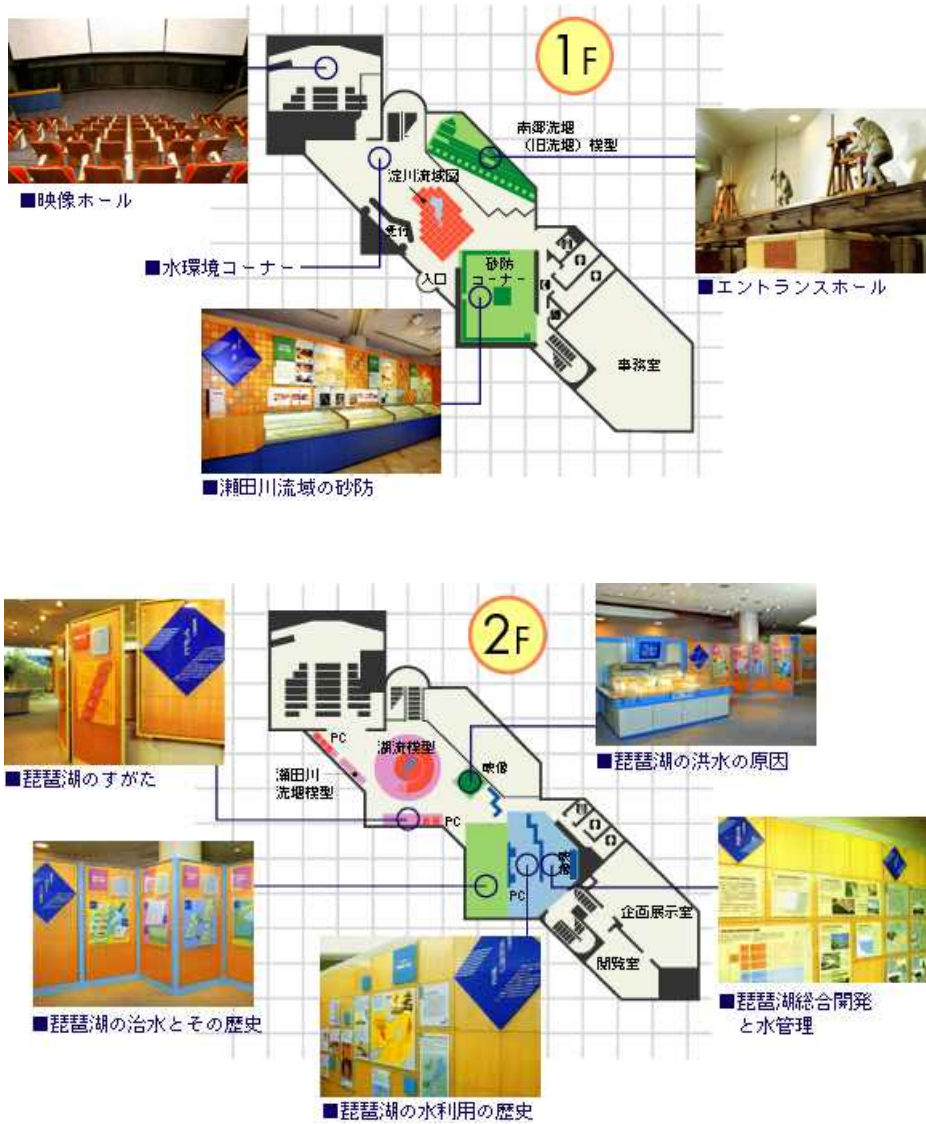 1F
南郷洗堰
（旧洗堰）模型
淀川流域図
■映像ホール
受付
■水環境コーナー
入口
砂防
コーナー
■エントランスホール
事務室
■瀬田川流域の砂防
2F
PC
湖流模型
映像
瀬田川
洗堰模型
■琵琶湖の洪水の原因
■琵琶湖のすがた
PC
映像
PC
企画展示室
閲覧室
■琵琶湖の治水とその歴史
■琵琶湖総合開発
と水管理
■琵琶湖の水利用の歴史